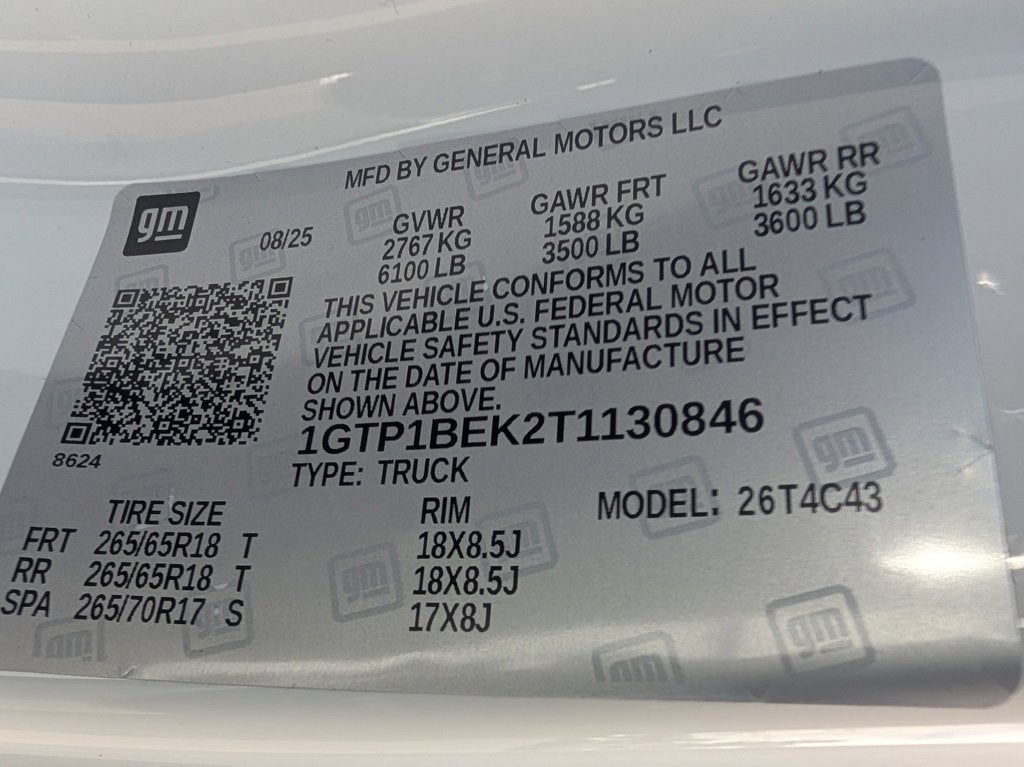 MFD BY GENERAL MOTORS LLC
gm
08/25
GVWR GAWR FRT GAWR RR
2767 KG 1588 KG 1633 KG
6100 LB 3500 LB 3600 LB
THIS VEHICLE CONFORMS TO ALL
APPLICABLE U.S. FEDERAL MOTOR
VEHICLE SAFETY STANDARDS IN EFFECT
ON THE DATE OF MANUFACTURE
SHOWN ABOVE.
8624
1GTP1BEK2T1130846
TYPE: TRUCK
MODEL: 26T4C43
TIRE SIZE RIM
FRT 265/65R18 T 18X8.5J
RR 265/65R18 T 18X8.5J
SPA 265/70R17 S 17X8J